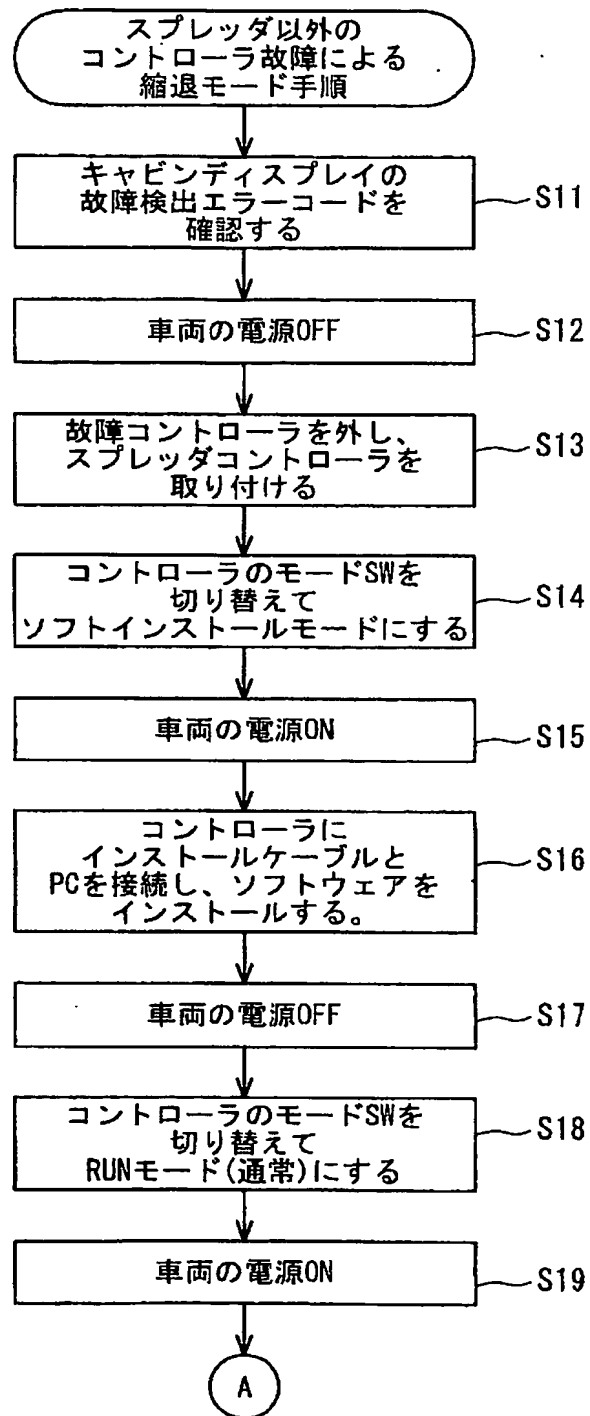 スプレッダ以外の
コントローラ故障による
縮退モード手順
キャビンディスプレイの
故障検出エラーコードを
確認する
S11
車両の電源OFF
S12
故障コントローラを外し、
スプレッダコントローラを
取り付ける
S13
コントローラのモードSWを
切り替えて
ソフトインストールモードにする
S14
車両の電源ON
S15
コントローラに
インストールケーブルと
PCを接続し、ソフトウェアを
インストールする。
S16
車両の電源OFF
S17
コントローラのモードSWを
切り替えて
RUNモード(通常)にする
S18
車両の電源ON
S19
A